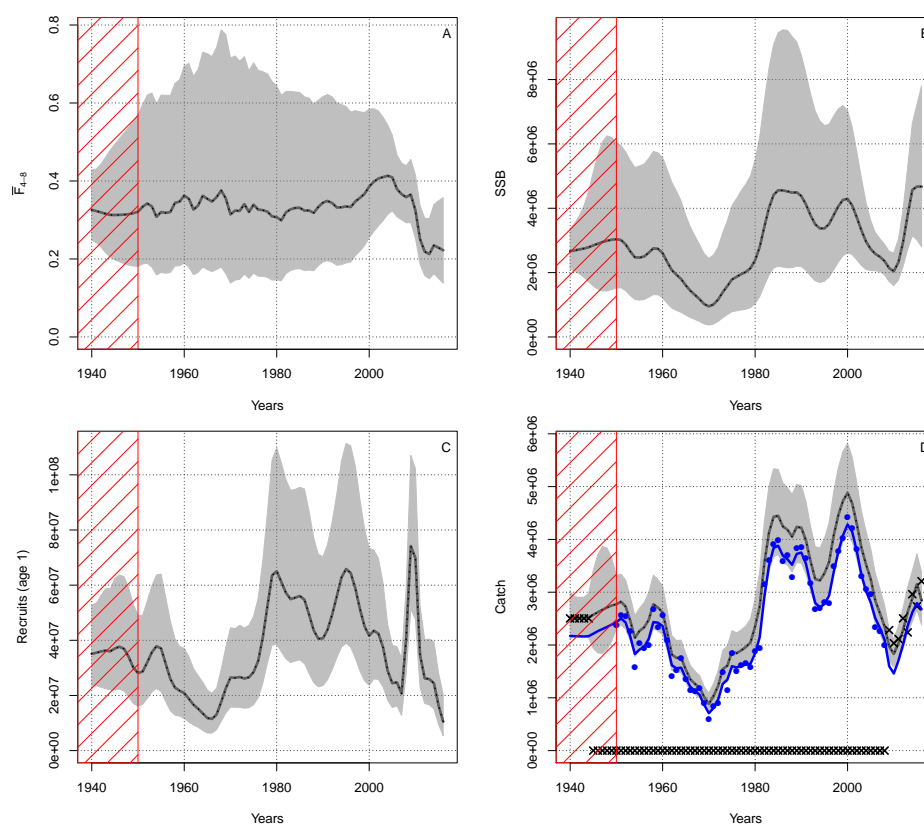 A
0.0 0.2 0.4 0.6 0.8
F̅4−8
1940 1960 1980 2000
Years
B
0e+00 2e+06 4e+06 6e+06 8e+06
SSB
1940 1960 1980 2000
Years
C
0e+00 2e+07 4e+07 6e+07 8e+07 1e+08
Recruits (age 1)
1940 1960 1980 2000
Years
D
0e+00 1e+06 2e+06 3e+06 4e+06 5e+06 6e+06
Catch
1940 1960 1980 2000
Years